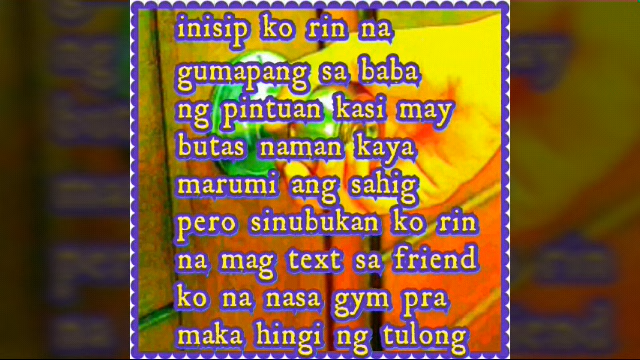 inisip ko rin na
gumapang sa baba
ng pintuan kasi may
butas naman kaya
marumi ang sahig
pero sinubukan ko rin
na mag text sa friend
ko na nasa gym pra
maka hingi ng tulong